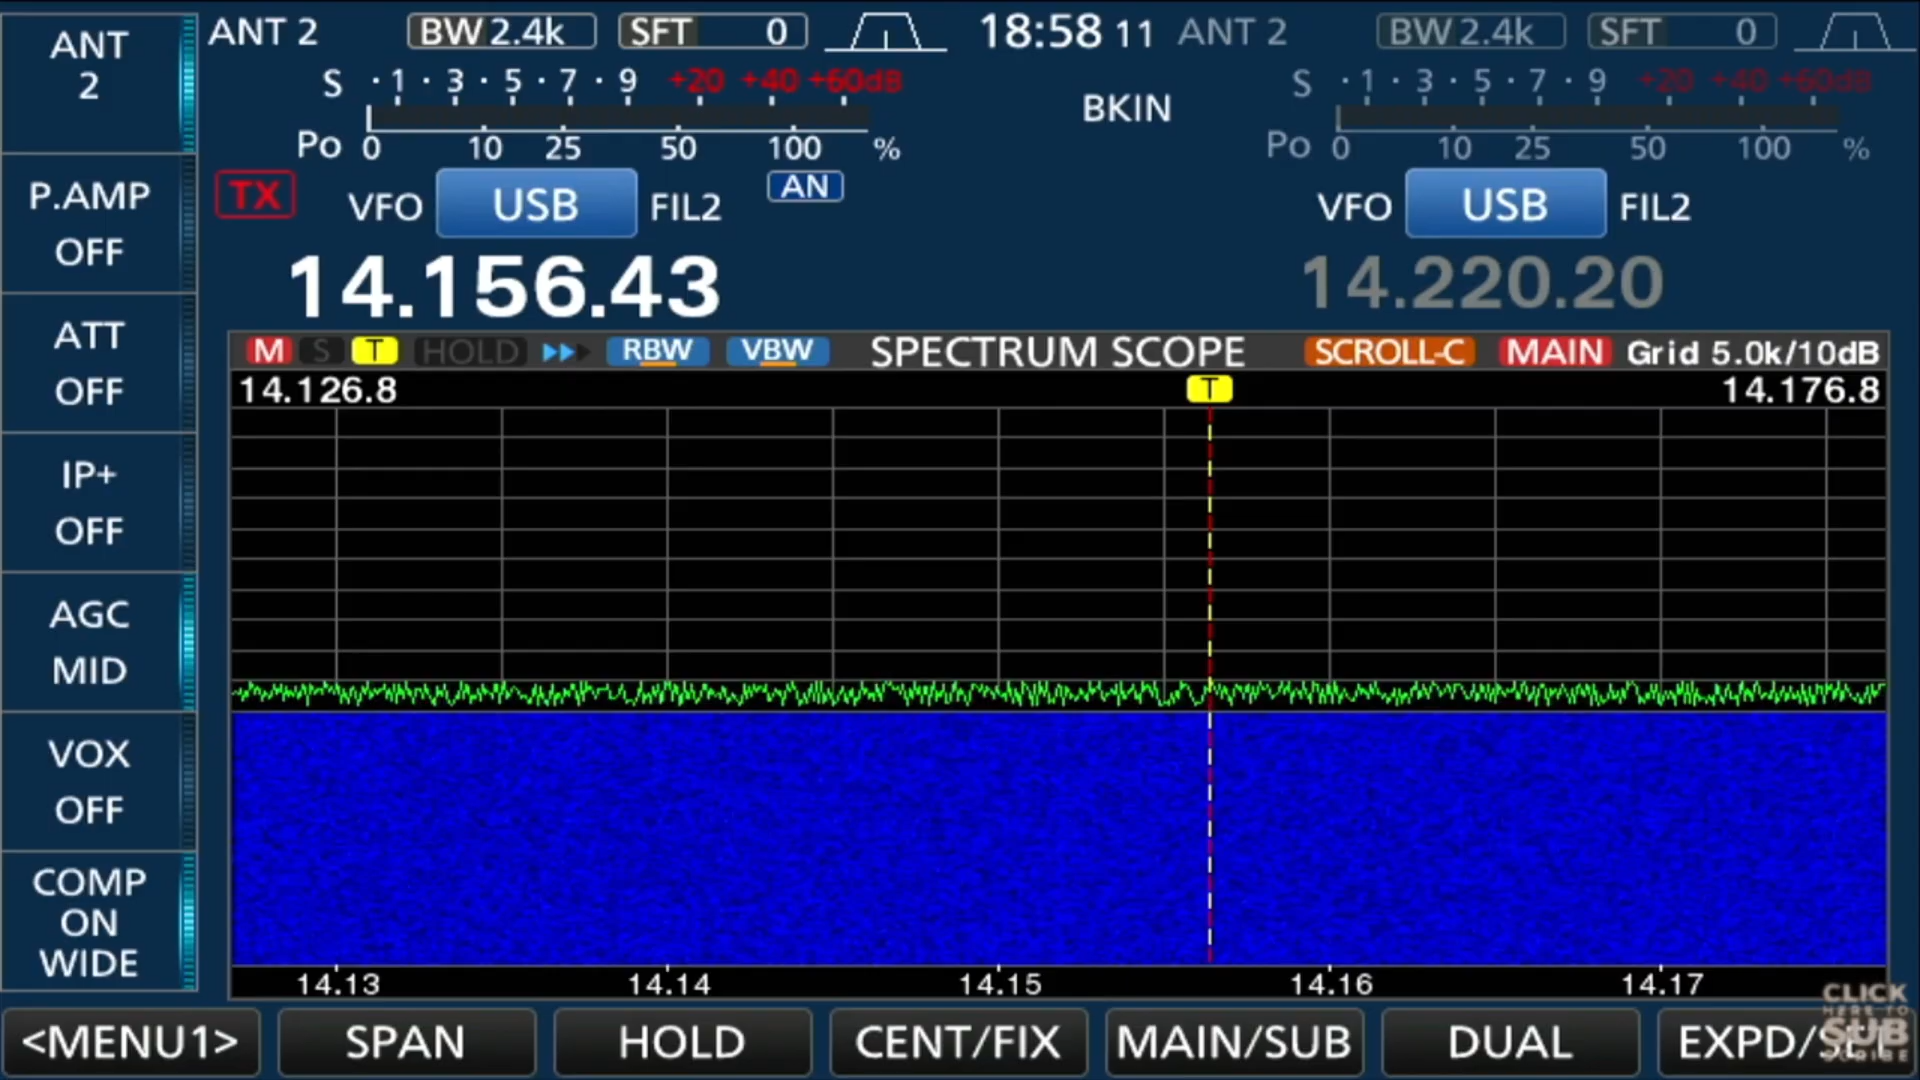 ANT 2
P.AMP OFF
ATT OFF
IP+ OFF
AGC MID
VOX OFF
COMP ON WIDE
ANT 2 BW 2.4k SFT 0 18:58 11 ANT 2 BW 2.4k SFT 0
S · 1 · 3 · 5 · 7 · 9 +20 +40 +60dB
Po 0 10 25 50 100 %
BKIN
S · 1 · 3 · 5 · 7 · 9 +20 +40 +60dB
Po 0 10 25 50 100 %
TX VFO USB FIL2 AN
VFO USB FIL2
14.156.43
14.220.20
M S T HOLD RBW VBW SPECTRUM SCOPE SCROLL-C MAIN Grid 5.0k/10dB
14.126.8 T 14.176.8
14.13 14.14 14.15 14.16 14.17
<MENU1> SPAN HOLD CENT/FIX MAIN/SUB DUAL EXPD/SET
CLICK
HERE TO
SUB
SCRIBE